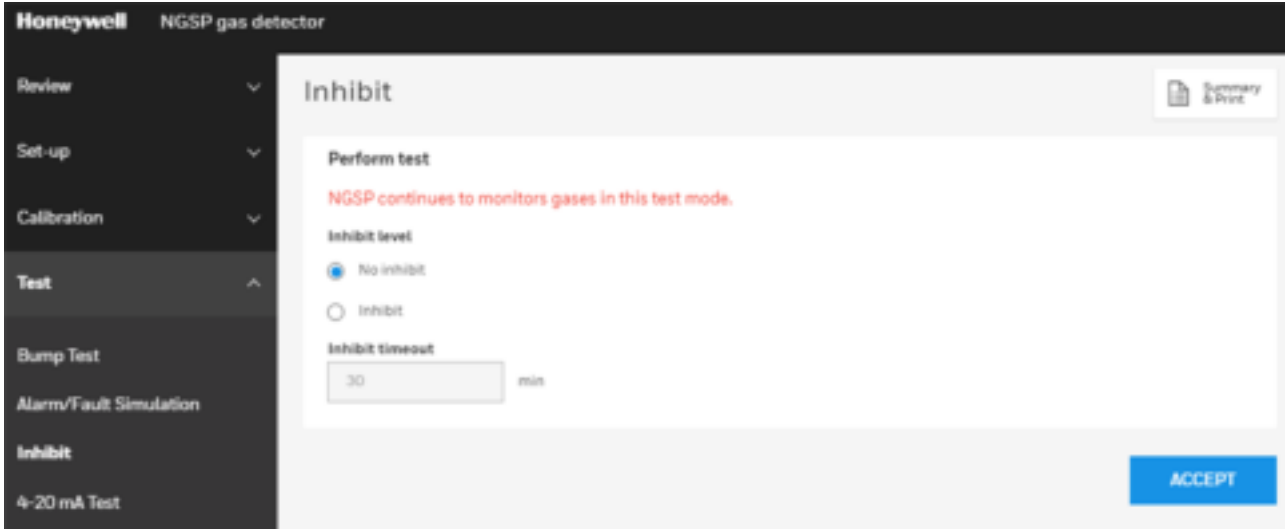 Honeywell NGSP gas detector
Review
Set-up
Calibration
Test
Bump Test
Alarm/Fault Simulation
Inhibit
4-20 mA Test
Inhibit
Summary
& Print
Perform test
NGSP continues to monitors gases in this test mode.
Inhibit level
No inhibit
Inhibit
Inhibit timeout
30 min
ACCEPT